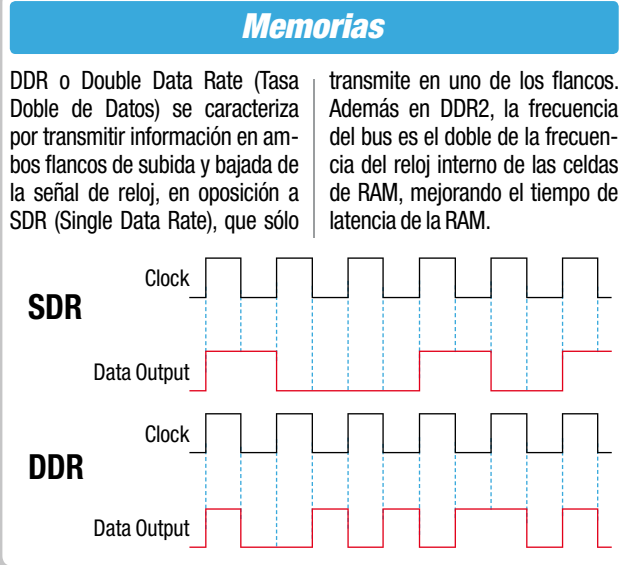 Memorias
DDR o Double Data Rate (Tasa
Doble de Datos) se caracteriza
por transmitir información en am-
bos flancos de subida y bajada de
la señal de reloj, en oposición a
SDR (Single Data Rate), que sólo
transmite en uno de los flancos.
Además en DDR2, la frecuencia
del bus es el doble de la frecuen-
cia del reloj interno de las celdas
de RAM, mejorando el tiempo de
latencia de la RAM.
Clock
SDR
Data Output
Clock
DDR
Data Output